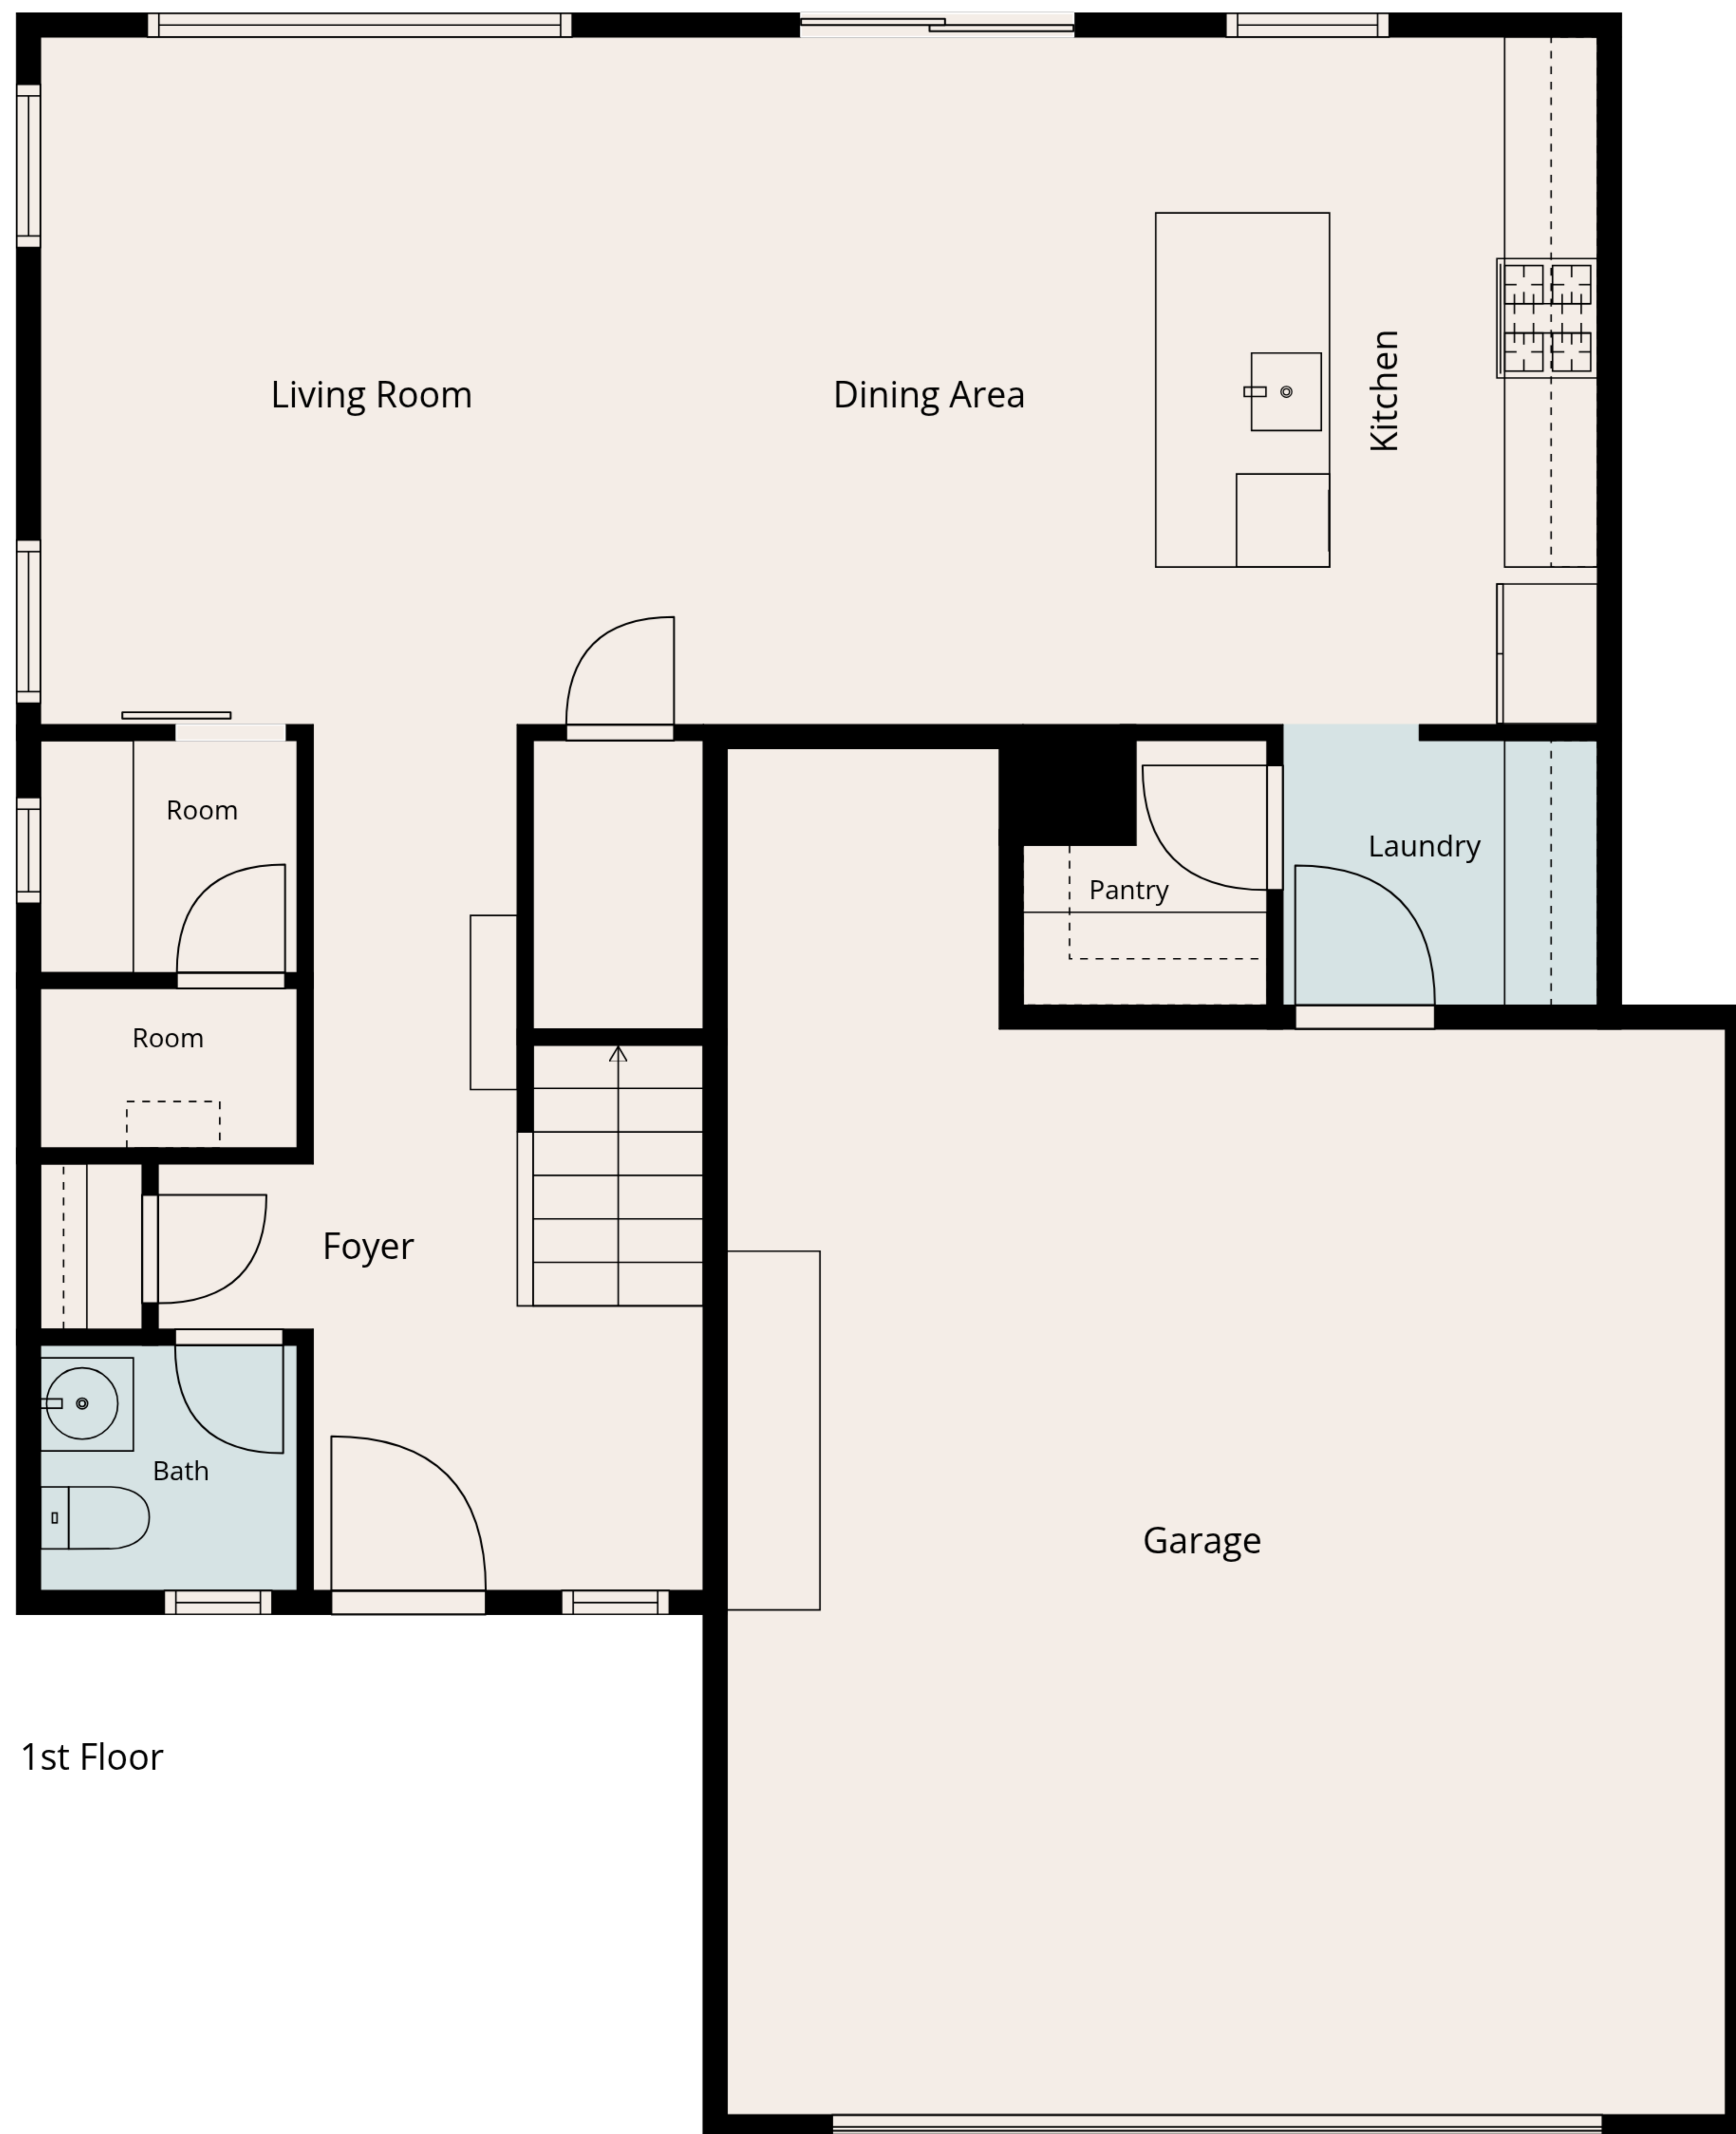 Living Room
Dining Area
Kitchen
Room
Laundry
Pantry
Room
Foyer
Bath
Garage
1st Floor